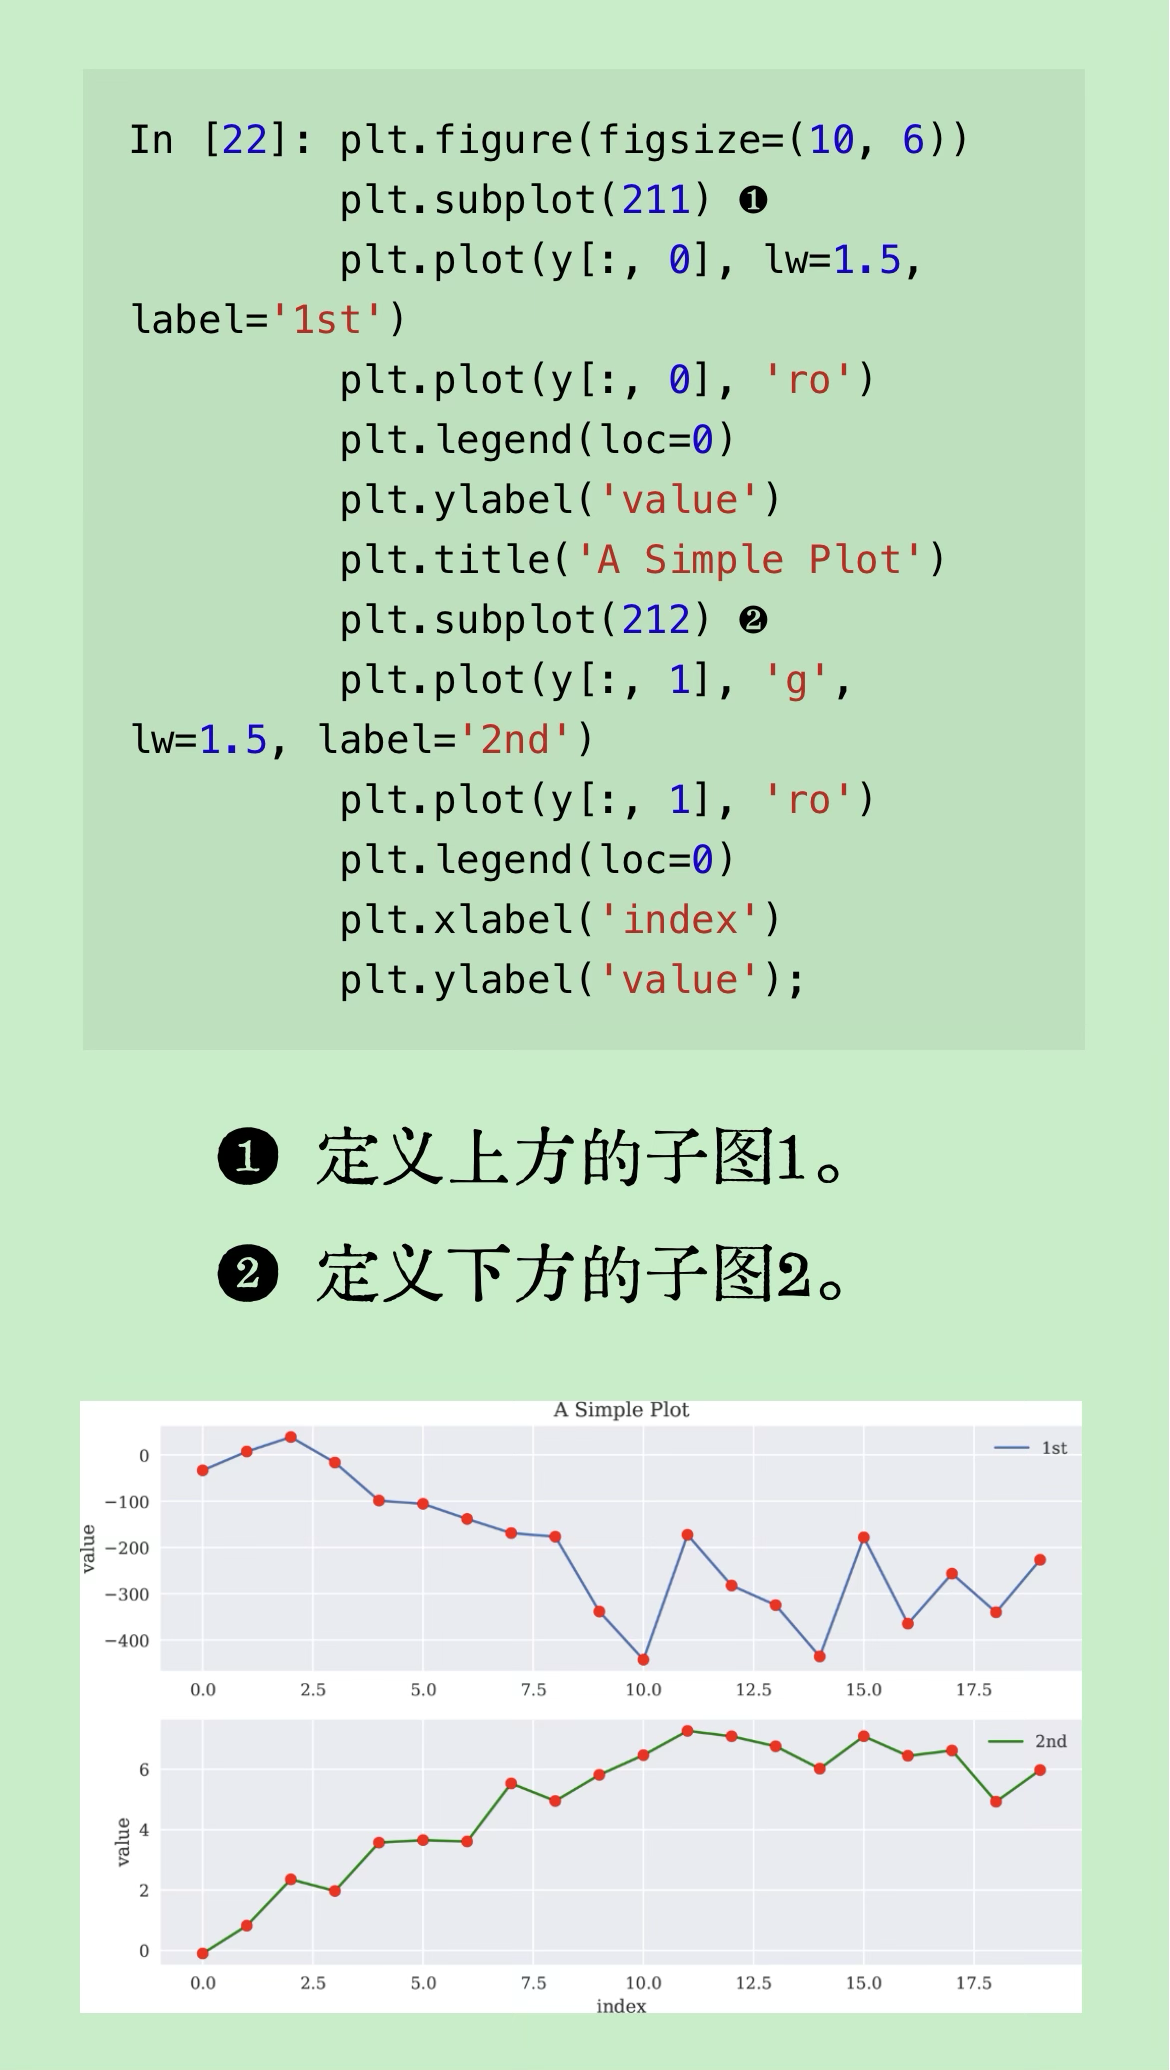 In [22]: plt.figure(figsize=(10, 6))
plt.subplot(211) ❶
plt.plot(y[:, 0], lw=1.5,
label='1st')
plt.plot(y[:, 0], 'ro')
plt.legend(loc=0)
plt.ylabel('value')
plt.title('A Simple Plot')
plt.subplot(212) ❷
plt.plot(y[:, 1], 'g',
lw=1.5, label='2nd')
plt.plot(y[:, 1], 'ro')
plt.legend(loc=0)
plt.xlabel('index')
plt.ylabel('value');
❶ 定义上方的子图1。
❷ 定义下方的子图2。
A Simple Plot
1st
value
0
−100
−200
−300
−400
0.0 2.5 5.0 7.5 10.0 12.5 15.0 17.5
2nd
value
6
4
2
0
0.0 2.5 5.0 7.5 10.0 12.5 15.0 17.5
index